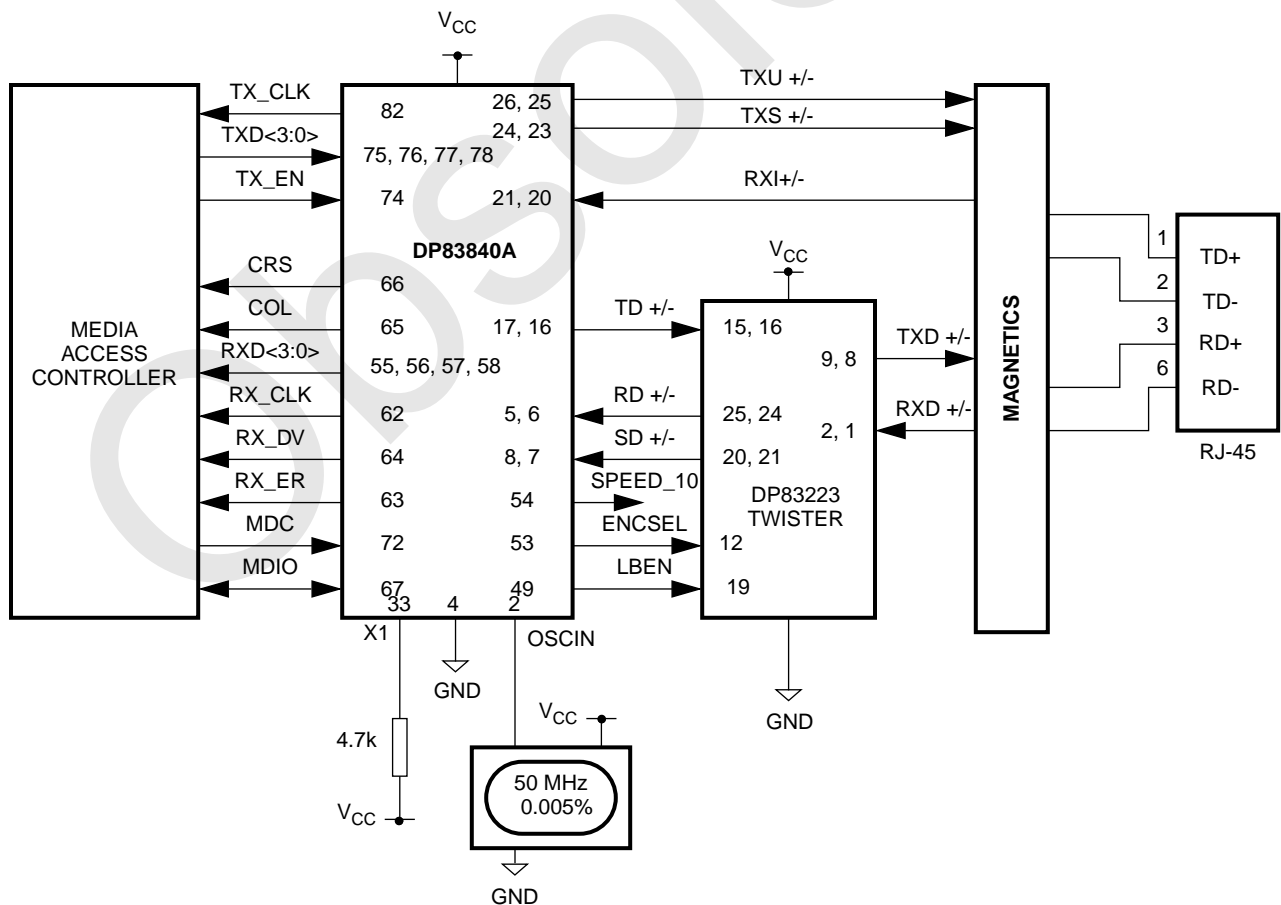 Obsolete
V_CC
TX_CLK
TXD<3:0>
TX_EN
CRS
COL
RXD<3:0>
RX_CLK
RX_DV
RX_ER
MDC
MDIO
MEDIA
ACCESS
CONTROLLER
82
75, 76, 77, 78
74
DP83840A
66
65
55, 56, 57, 58
62
64
63
72
67
33
4
2
26, 25
24, 23
21, 20
17, 16
5, 6
8, 7
54
53
49
TXU +/-
TXS +/-
RXI+/-
TD +/-
RD +/-
SD +/-
SPEED_10
ENCSEL
LBEN
V_CC
15, 16
9, 8
25, 24
2, 1
20, 21
DP83223
TWISTER
12
19
TXD +/-
RXD +/-
MAGNETICS
1
2
3
6
TD+
TD-
RD+
RD-
RJ-45
X1
OSCIN
GND
GND
4.7k
V_CC
V_CC
50 MHz
0.005%
GND